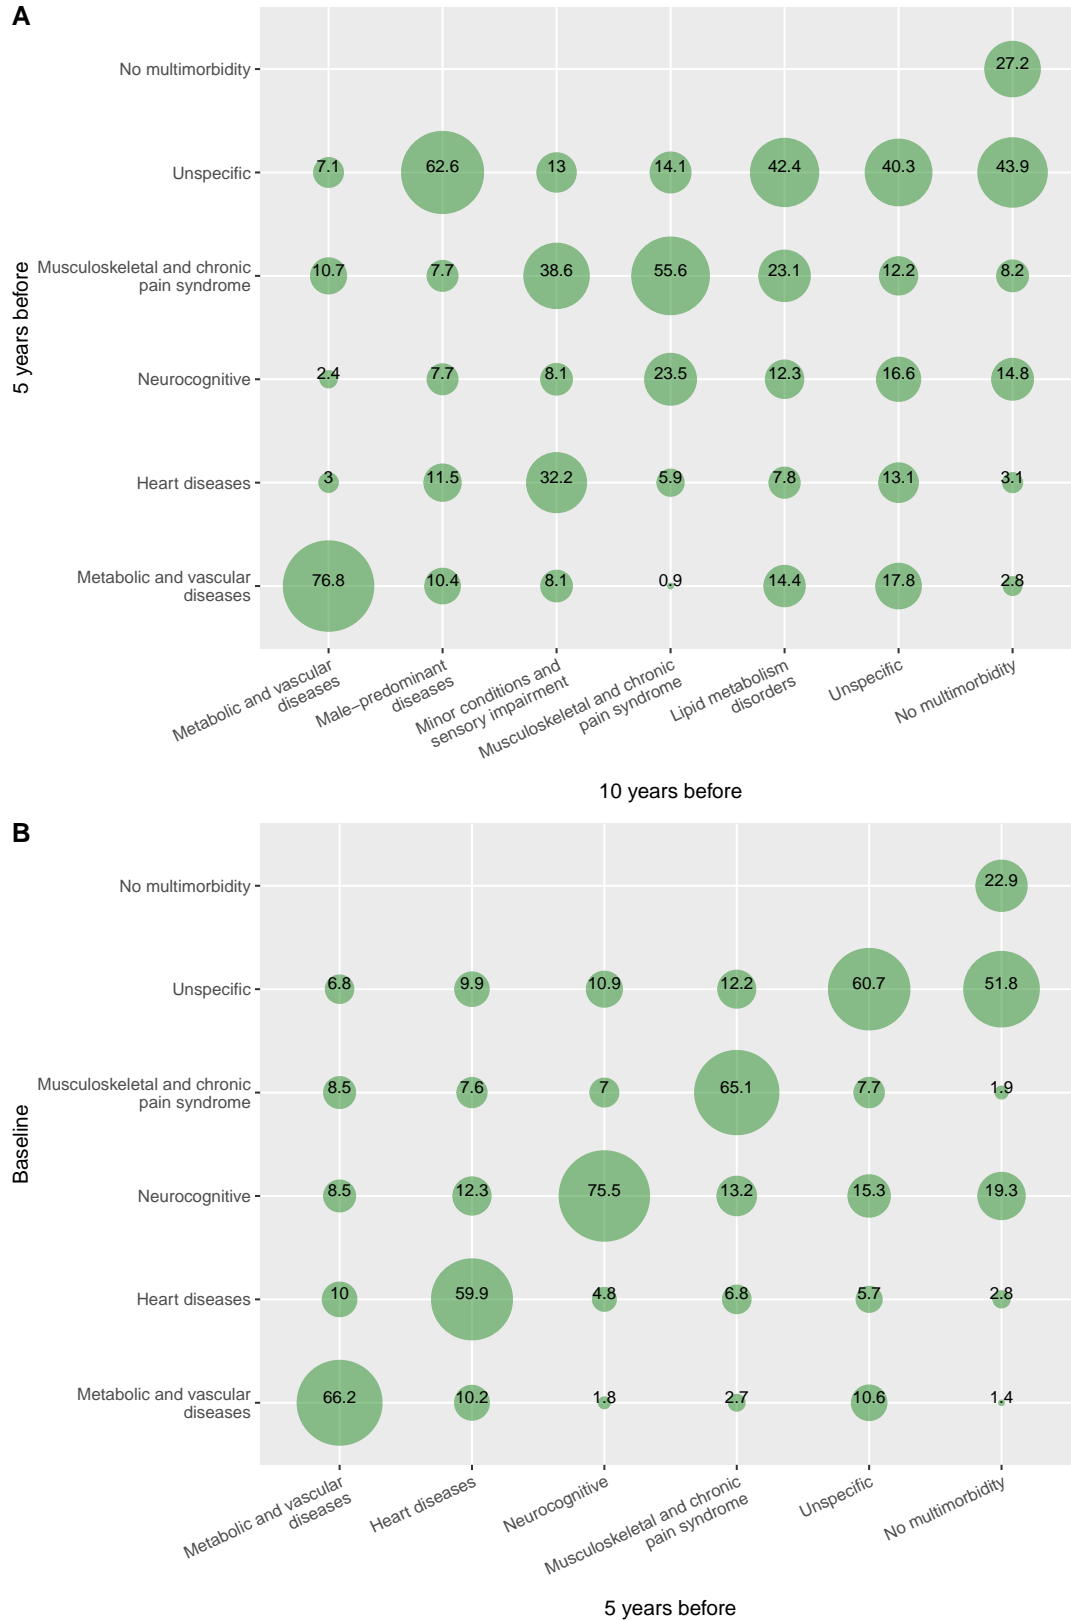 A
No multimorbidity
27.2
Unspecific
7.1 62.6 13 14.1 42.4 40.3 43.9
Musculoskeletal and chronic
pain syndrome
10.7 7.7 38.6 55.6 23.1 12.2 8.2
Neurocognitive
2.4 7.7 8.1 23.5 12.3 16.6 14.8
Heart diseases
3 11.5 32.2 5.9 7.8 13.1 3.1
Metabolic and vascular
diseases
76.8 10.4 8.1 0.9 14.4 17.8 2.8
5 years before
Metabolic and vascular
diseases
Male−predominant
diseases
Minor conditions and
sensory impairment
Musculoskeletal and chronic
pain syndrome
Lipid metabolism
disorders
Unspecific
No multimorbidity
10 years before
B
No multimorbidity
22.9
Unspecific
6.8 9.9 10.9 12.2 60.7 51.8
Musculoskeletal and chronic
pain syndrome
8.5 7.6 7 65.1 7.7 1.9
Neurocognitive
8.5 12.3 75.5 13.2 15.3 19.3
Heart diseases
10 59.9 4.8 6.8 5.7 2.8
Metabolic and vascular
diseases
66.2 10.2 1.8 2.7 10.6 1.4
Baseline
Metabolic and vascular
diseases
Heart diseases
Neurocognitive
Musculoskeletal and chronic
pain syndrome
Unspecific
No multimorbidity
5 years before